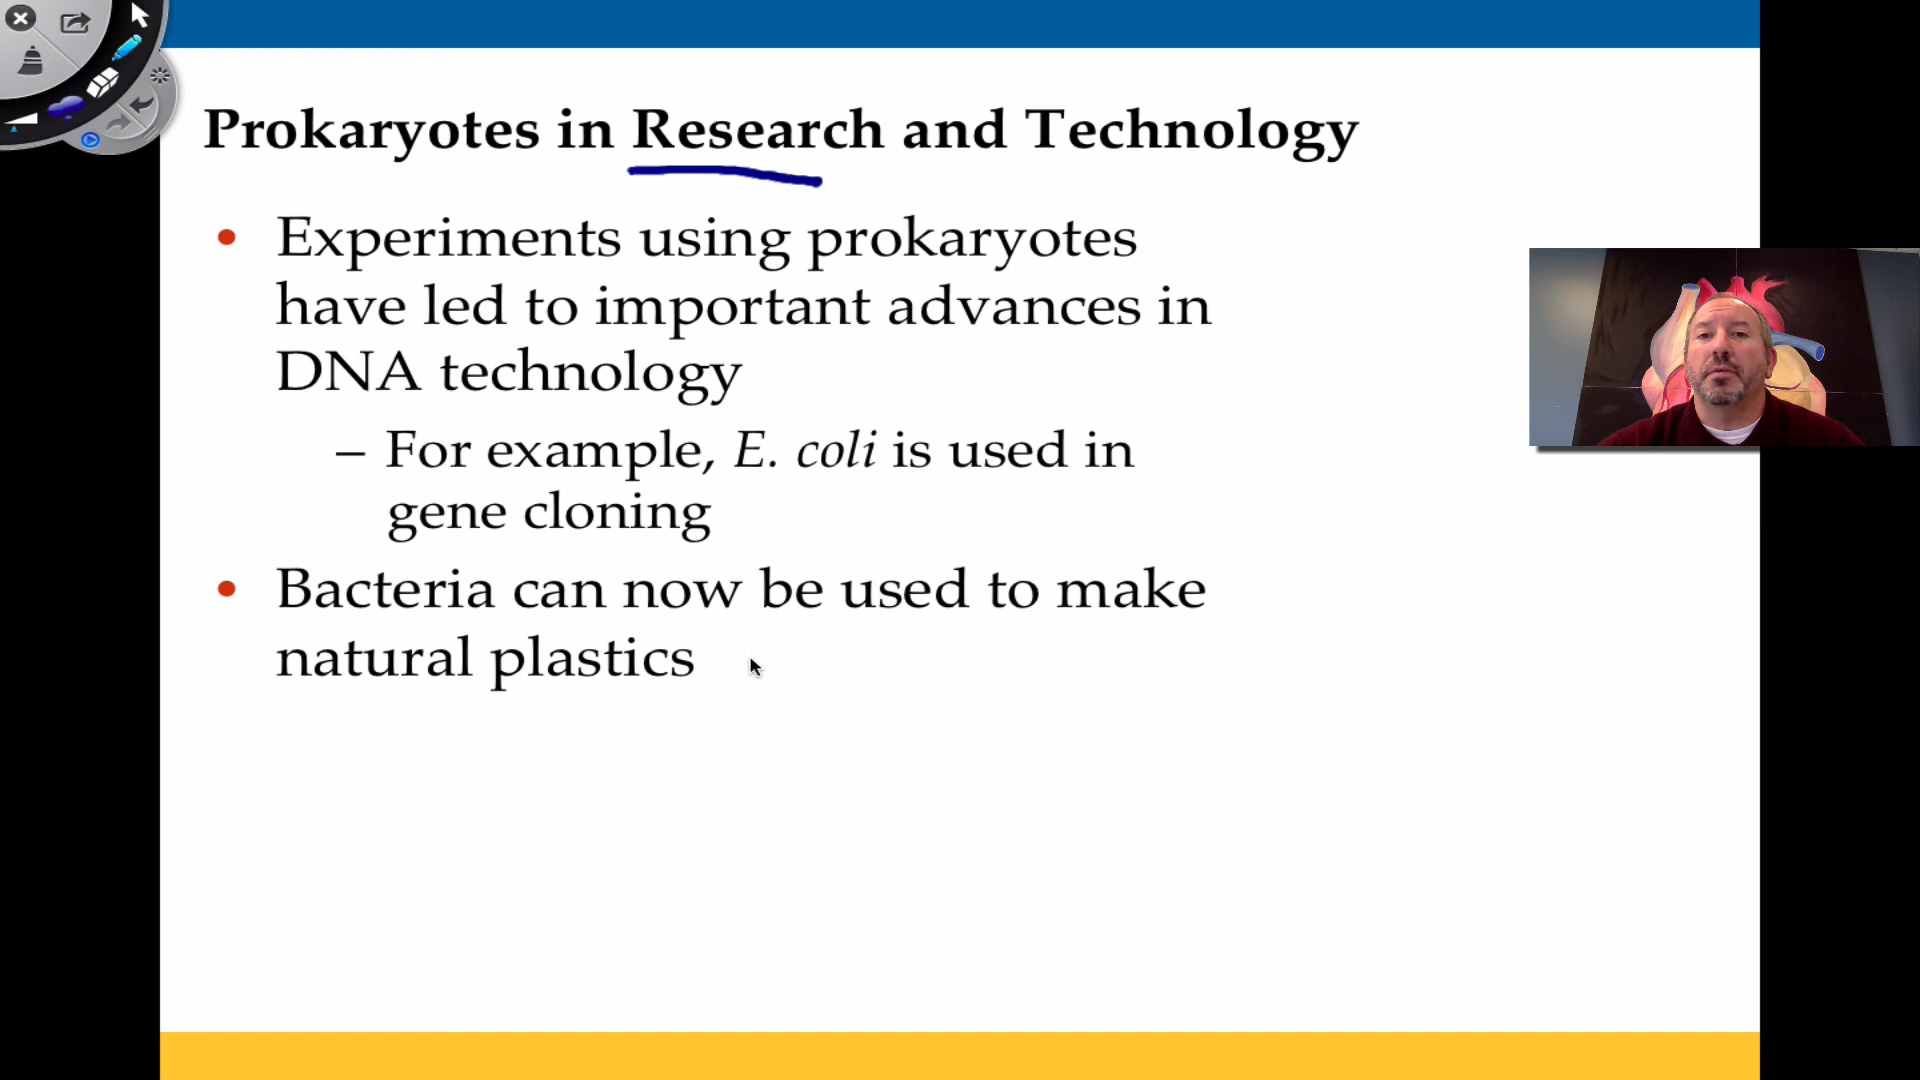 Prokaryotes in Research and Technology
• Experiments using prokaryotes
have led to important advances in
DNA technology
– For example, E. coli is used in
gene cloning
• Bacteria can now be used to make
natural plastics